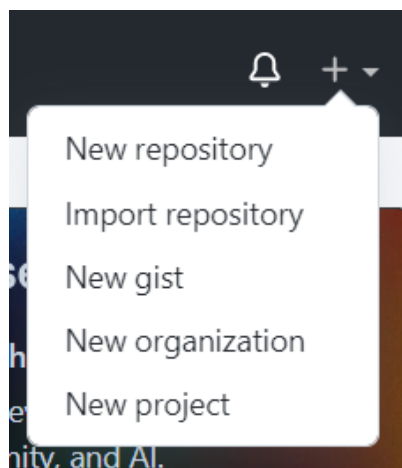 New repository
Import repository
New gist
New organization
New project
nity, and AI.